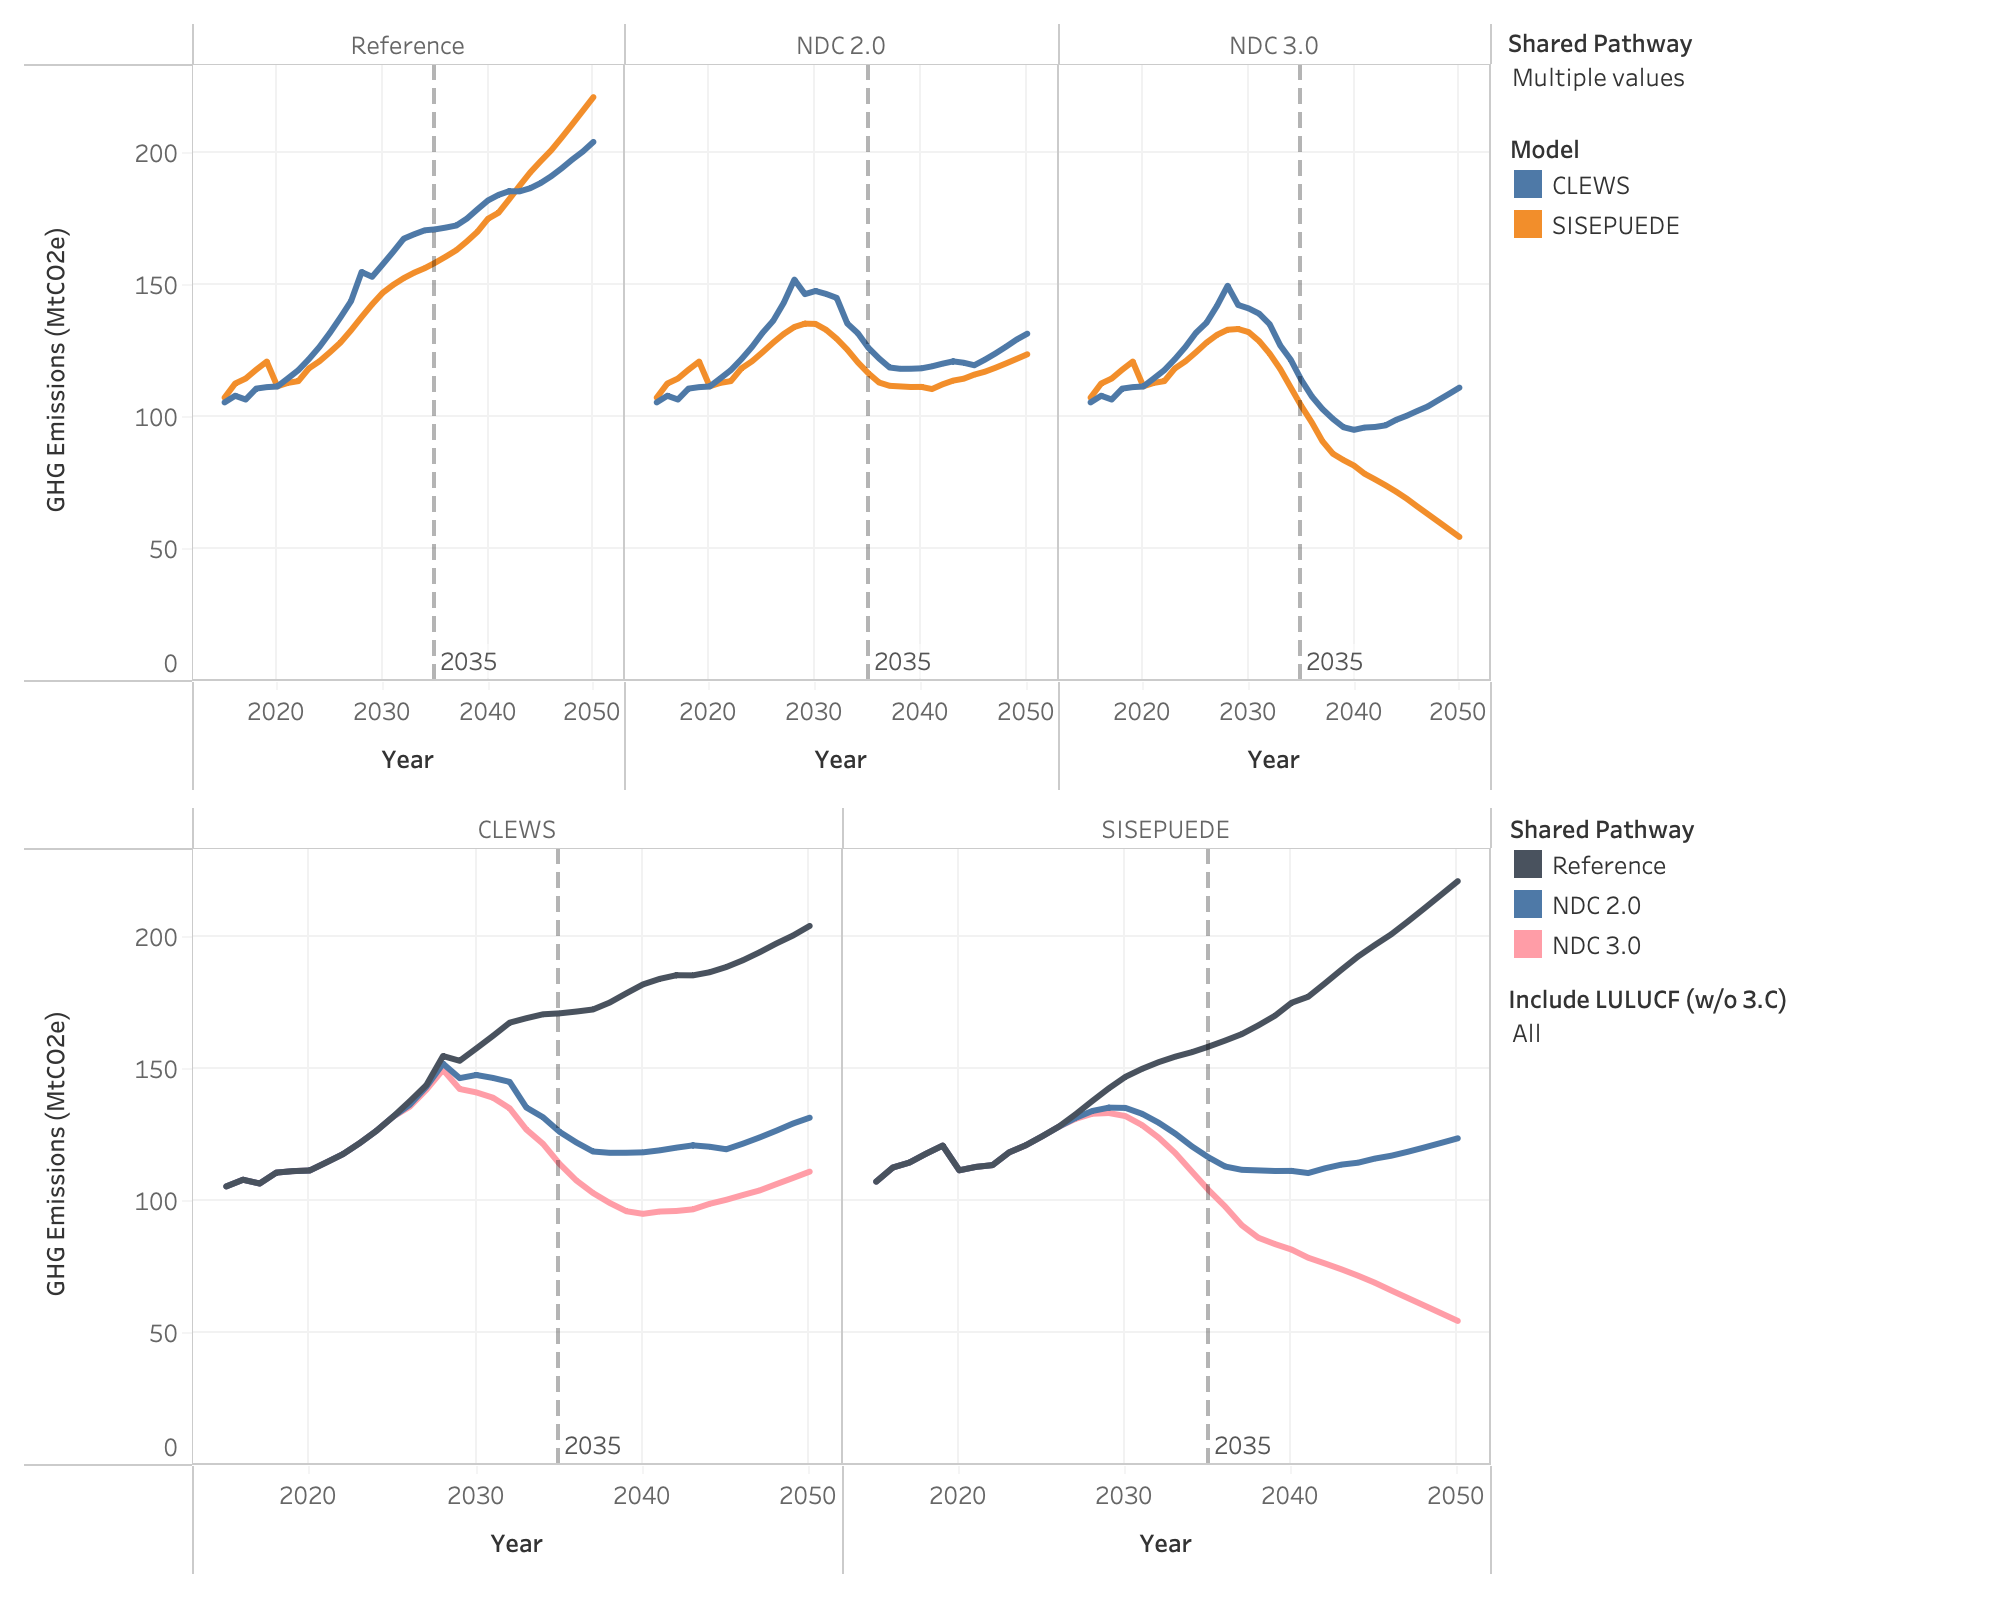 Reference
NDC 2.0
NDC 3.0
Shared Pathway
Multiple values
Model
CLEWS
SISEPUEDE
GHG Emissions (MtCO2e)
200
150
100
50
0
2035
2035
2035
2020 2030 2040 2050
2020 2030 2040 2050
2020 2030 2040 2050
Year
Year
Year
CLEWS
SISEPUEDE
Shared Pathway
Reference
NDC 2.0
NDC 3.0
Include LULUCF (w/o 3.C)
All
GHG Emissions (MtCO2e)
200
150
100
50
0
2035
2035
2020 2030 2040 2050
2020 2030 2040 2050
Year
Year